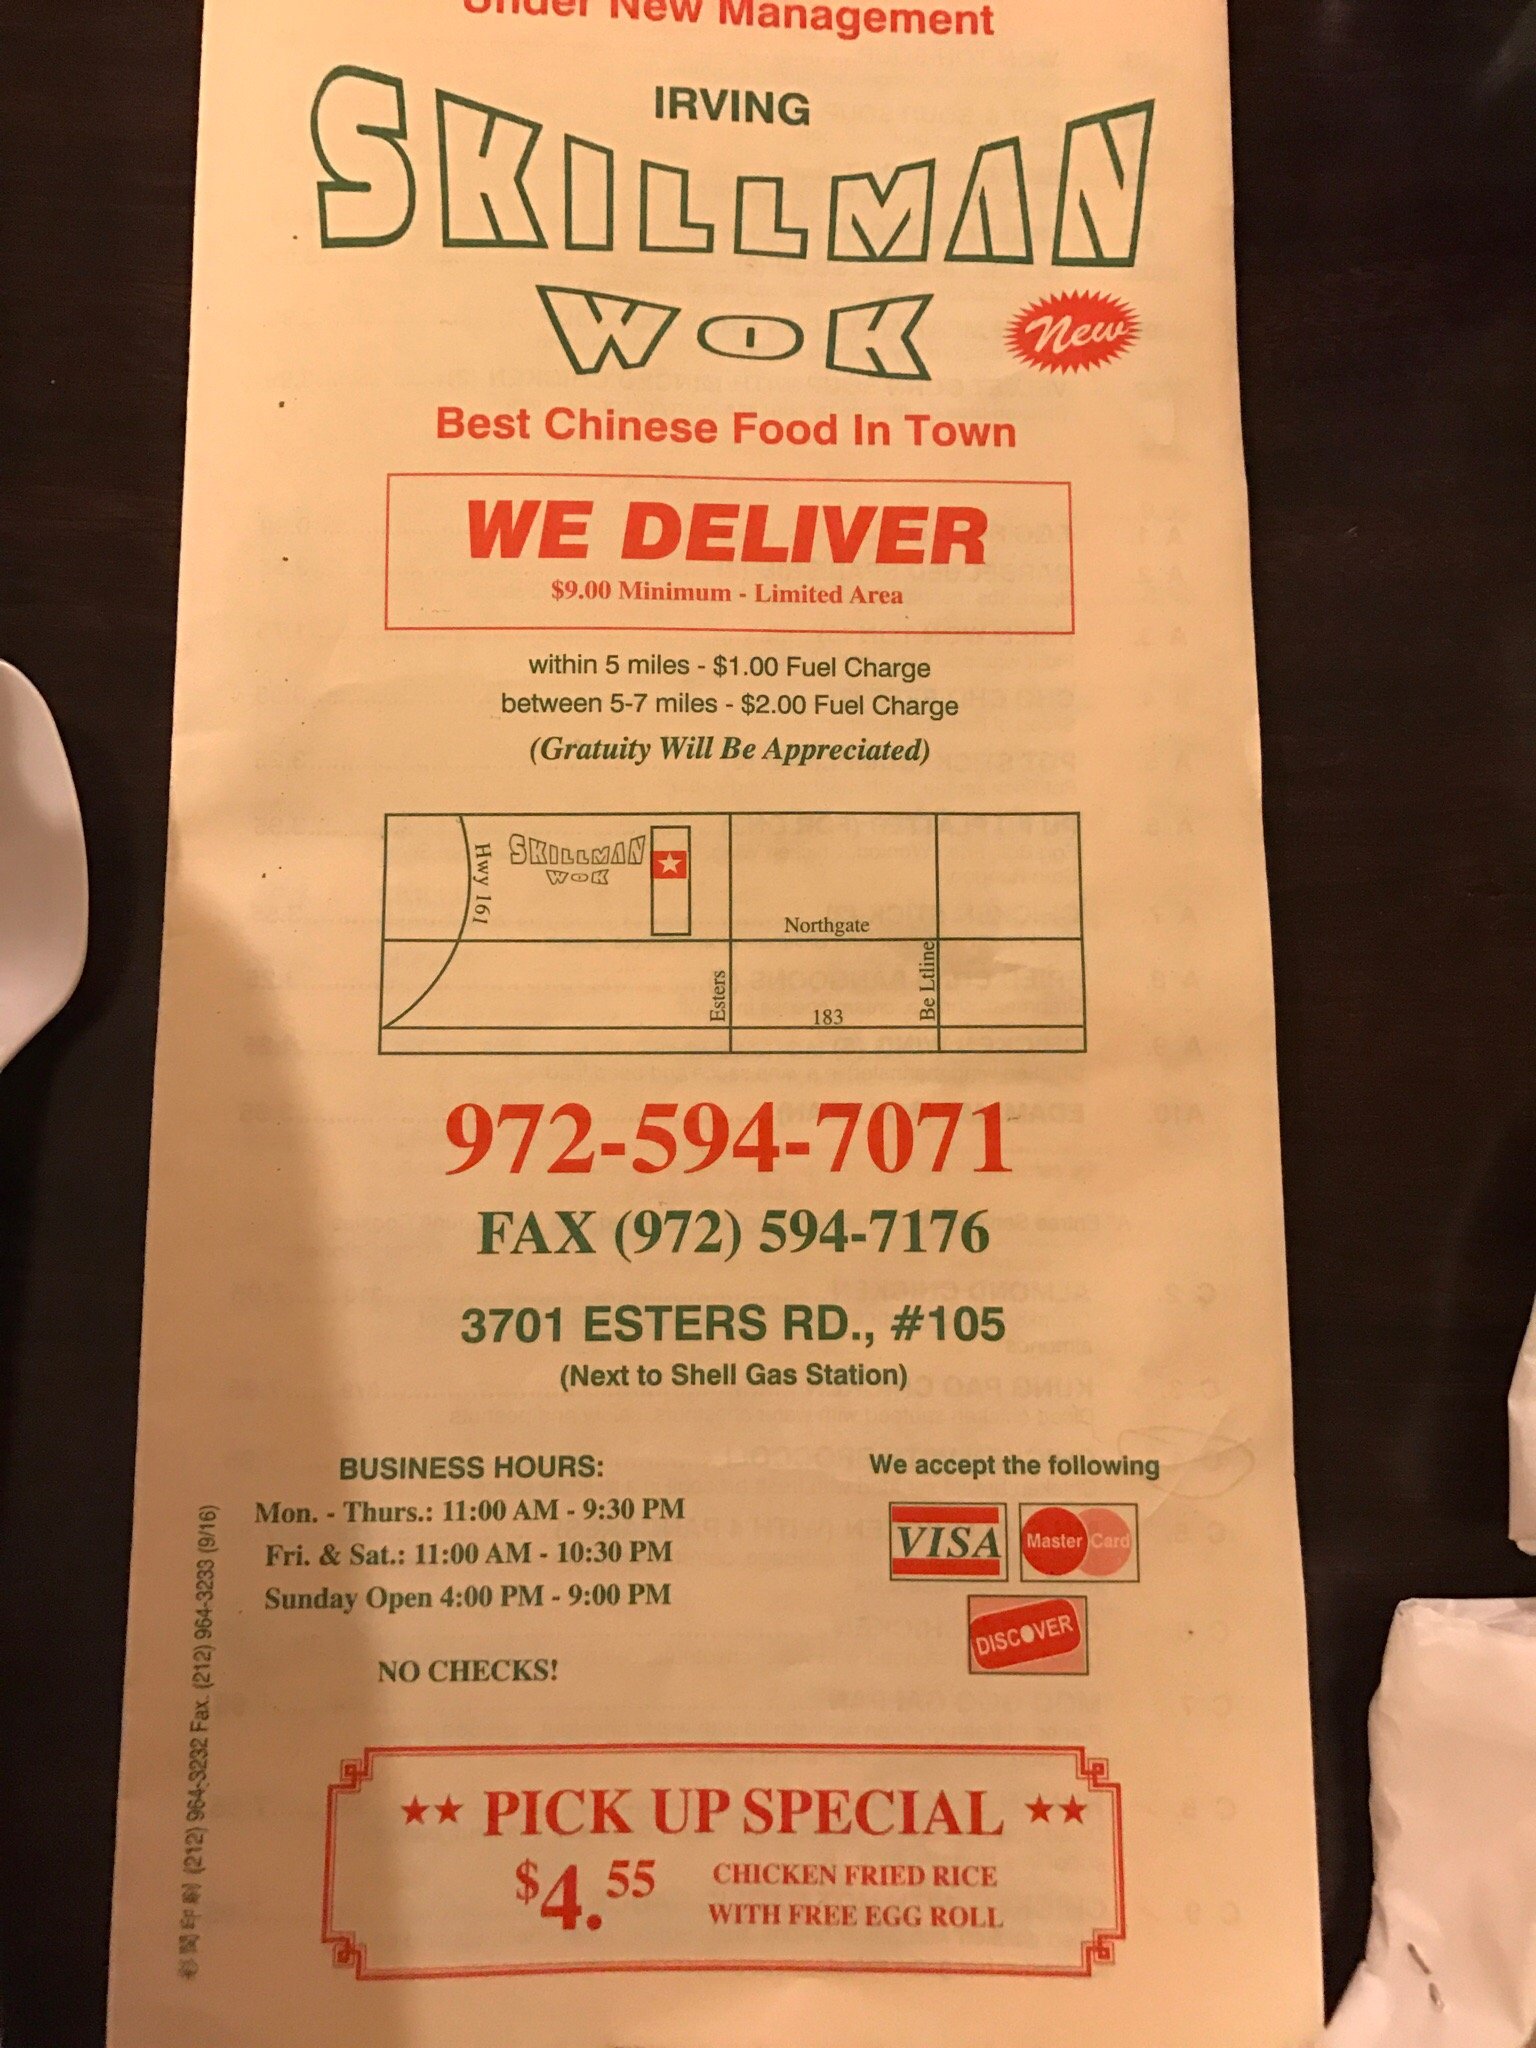 Under New Management
IRVING
SKILLMAN
WOK
New
Best Chinese Food In Town
WE DELIVER
$9.00 Minimum - Limited Area
within 5 miles - $1.00 Fuel Charge
between 5-7 miles - $2.00 Fuel Charge
(Gratuity Will Be Appreciated)
Hwy 161
SKILLMAN
WOK
Northgate
Esters
Be Ltline
183
972-594-7071
FAX (972) 594-7176
3701 ESTERS RD., #105
(Next to Shell Gas Station)
BUSINESS HOURS:
Mon. - Thurs.: 11:00 AM - 9:30 PM
Fri. & Sat.: 11:00 AM - 10:30 PM
Sunday Open 4:00 PM - 9:00 PM
NO CHECKS!
We accept the following
VISA
Master Card
DISCOVER
(212) 964-3232 Fax. (212) 964-3233 (9/16)
★★ PICK UP SPECIAL ★★
$4.55
CHICKEN FRIED RICE
WITH FREE EGG ROLL